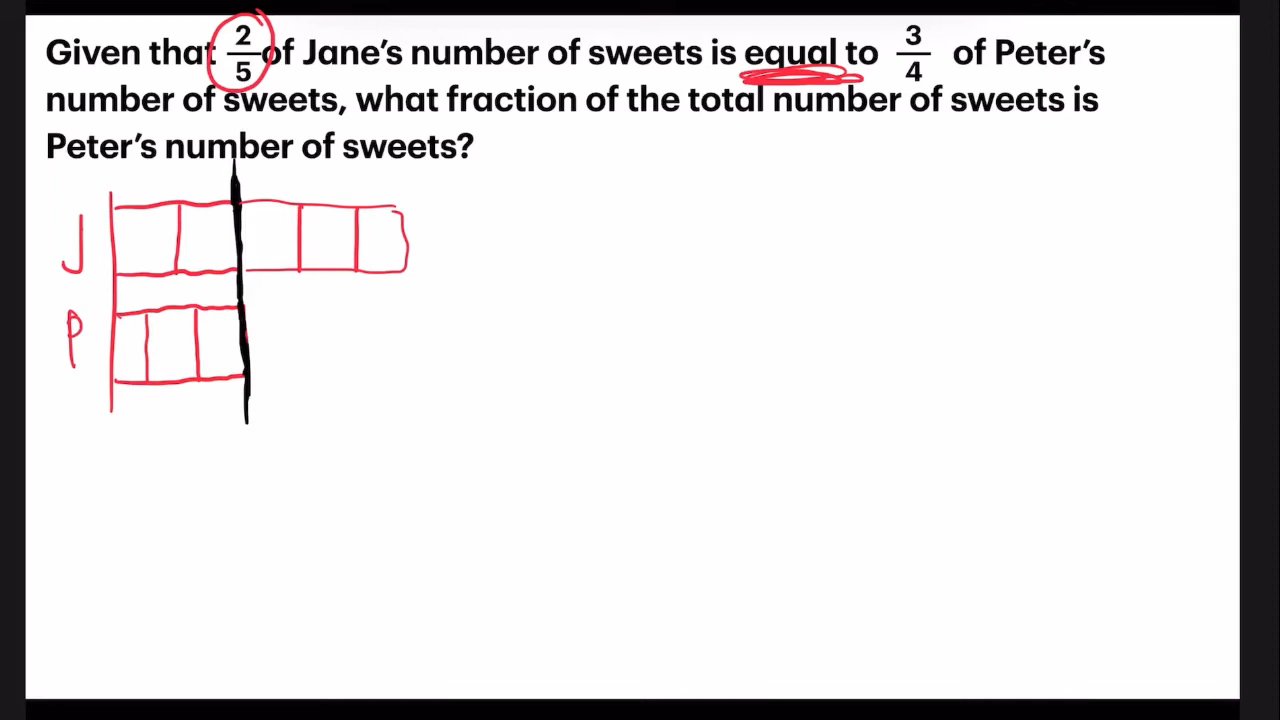 Given that 2/5 of Jane's number of sweets is equal to 3/4 of Peter's
number of sweets, what fraction of the total number of sweets is
Peter's number of sweets?
J
P